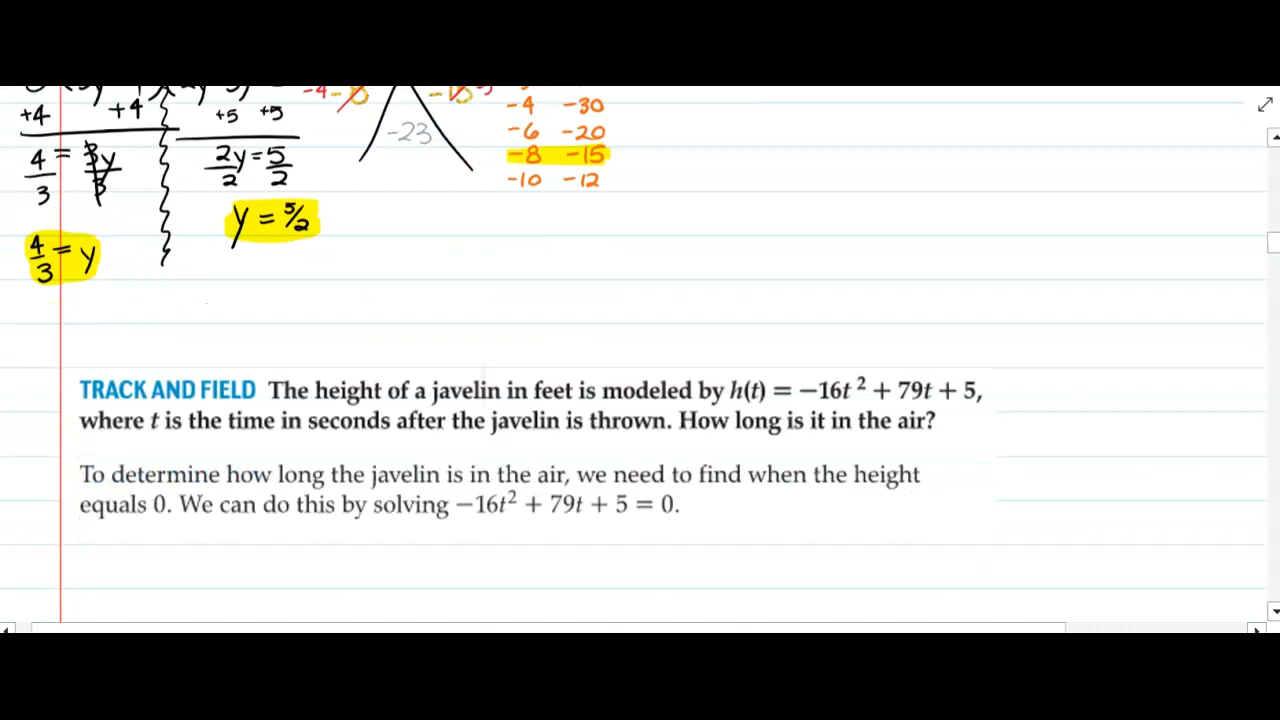 +4 +4 +5 +5
-23
-4 -30
-6 -20
-8 -15
-10 -12
4/3 = 3y/3
2y/2 = 5/2
y = 5/2
4/3 = y
TRACK AND FIELD The height of a javelin in feet is modeled by h(t) = −16t² + 79t + 5,
where t is the time in seconds after the javelin is thrown. How long is it in the air?
To determine how long the javelin is in the air, we need to find when the height
equals 0. We can do this by solving −16t² + 79t + 5 = 0.